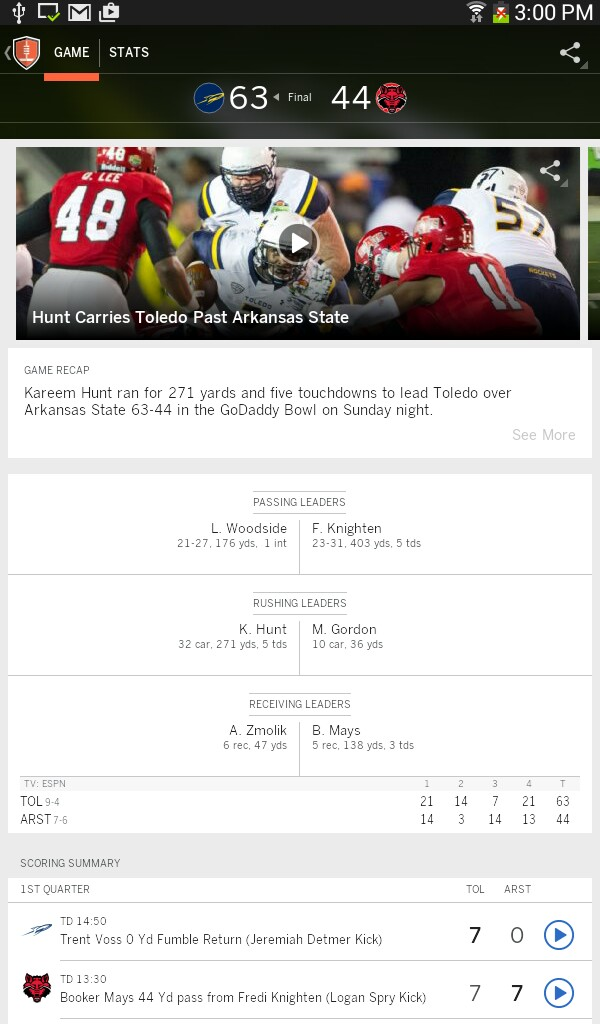 3:00 PM
GAME
STATS
63 Final 44
48
D. LEE
48
Riddell
57
ROCKETS
TOLEDO
11
Hunt Carries Toledo Past Arkansas State
GAME RECAP
Kareem Hunt ran for 271 yards and five touchdowns to lead Toledo over
Arkansas State 63-44 in the GoDaddy Bowl on Sunday night.
See More
PASSING LEADERS
L. Woodside F. Knighten
21-27, 176 yds, 1 int 23-31, 403 yds, 5 tds
RUSHING LEADERS
K. Hunt M. Gordon
32 car, 271 yds, 5 tds 10 car, 36 yds
RECEIVING LEADERS
A. Zmolik B. Mays
6 rec, 47 yds 5 rec, 138 yds, 3 tds
TV: ESPN 1 2 3 4 T
TOL 9-4 21 14 7 21 63
ARST 7-6 14 3 14 13 44
SCORING SUMMARY
1ST QUARTER TOL ARST
TD 14:50
Trent Voss 0 Yd Fumble Return (Jeremiah Detmer Kick) 7 0
TD 13:30
Booker Mays 44 Yd pass from Fredi Knighten (Logan Spry Kick) 7 7